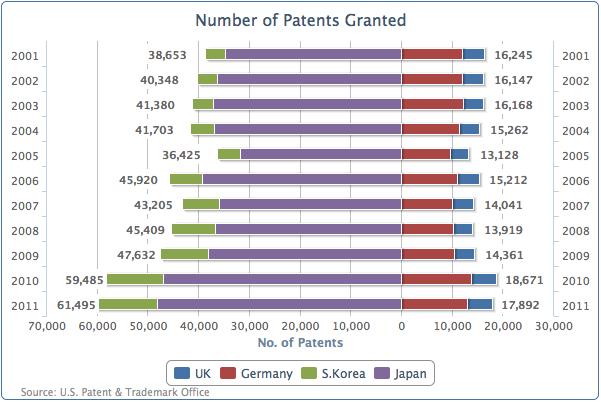 Number of Patents Granted
2001 38,653 16,245 2001
2002 40,348 16,147 2002
2003 41,380 16,168 2003
2004 41,703 15,262 2004
2005 36,425 13,128 2005
2006 45,920 15,212 2006
2007 43,205 14,041 2007
2008 45,409 13,919 2008
2009 47,632 14,361 2009
2010 59,485 18,671 2010
2011 61,495 17,892 2011
70,000 60,000 50,000 40,000 30,000 20,000 10,000 0 10,000 20,000 30,000
No. of Patents
UK Germany S.Korea Japan
Source: U.S. Patent & Trademark Office